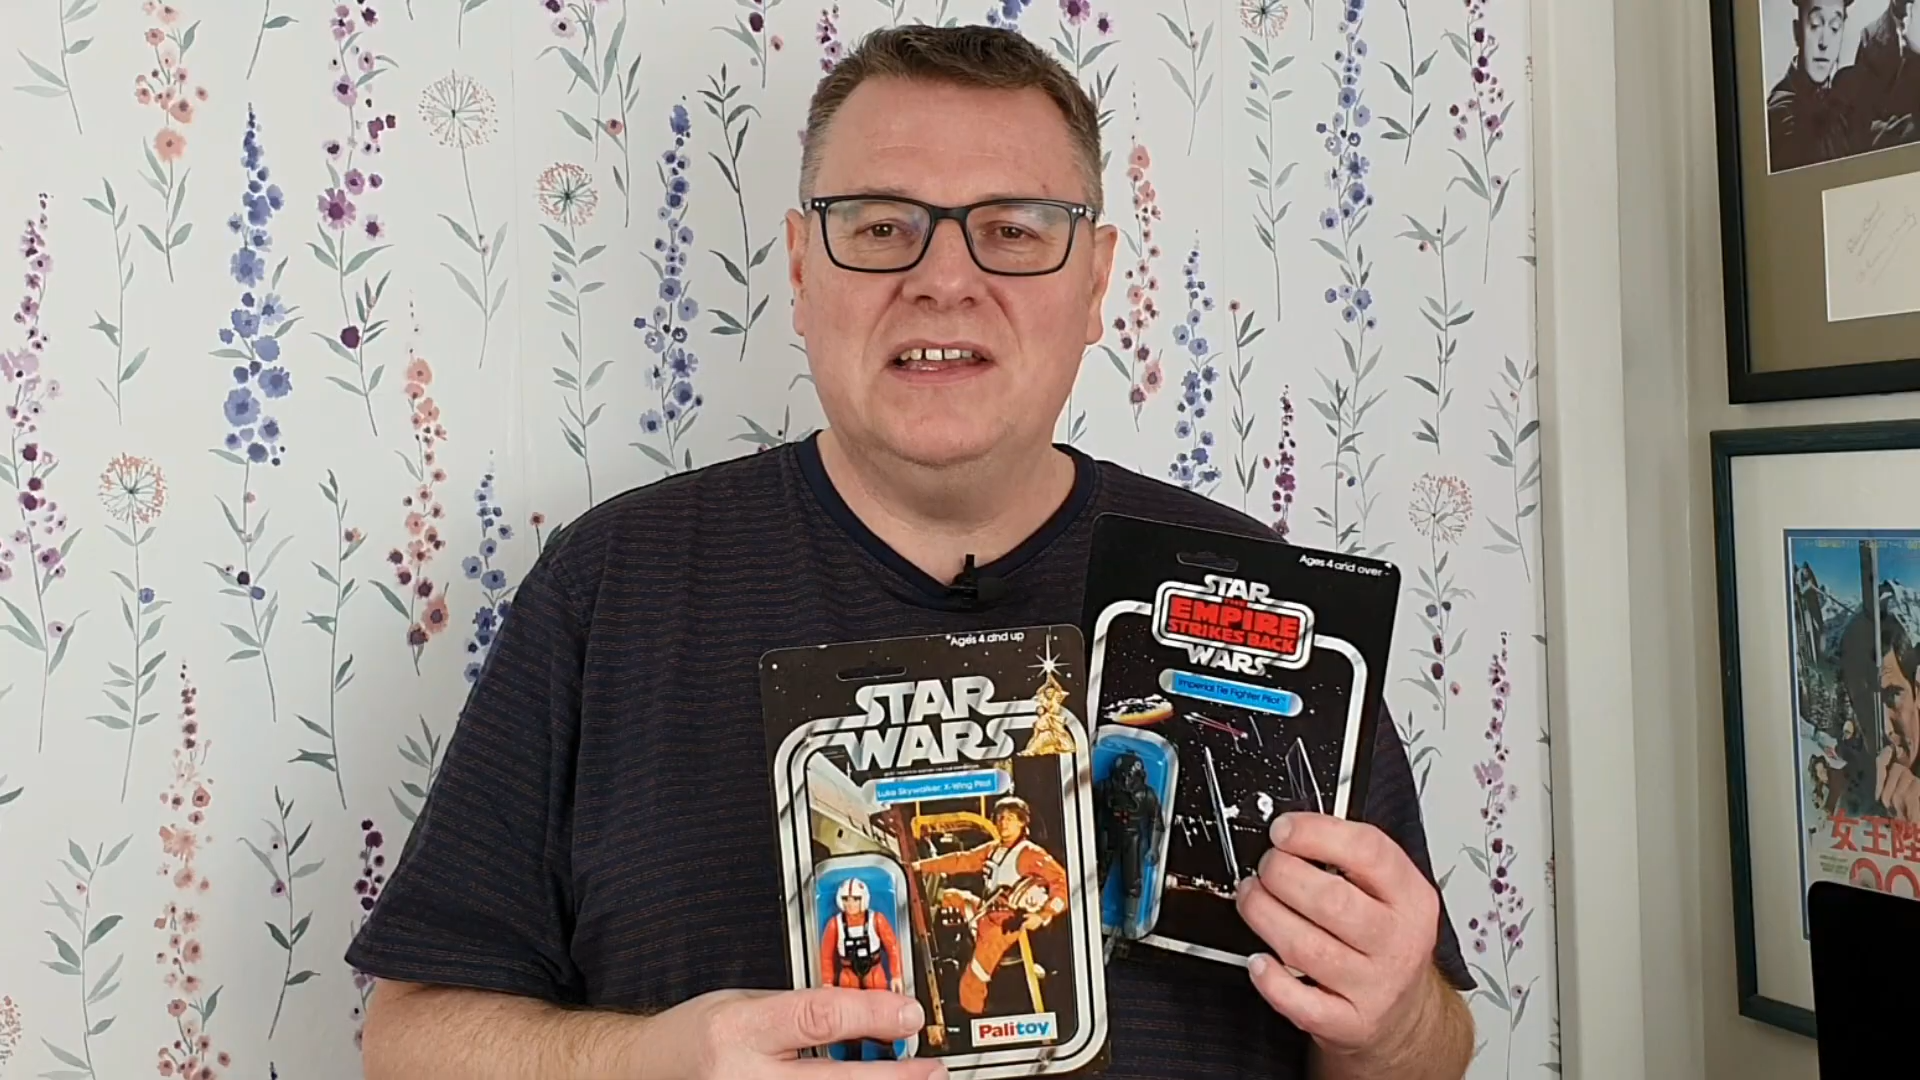 *Ages 4 and up
STAR
WARS
Luke Skywalker: X-Wing Pilot
Palitoy
Ages 4 and over
STAR
THE
EMPIRE
STRIKES BACK
WARS
Imperial Tie Fighter Pilot
女王陛